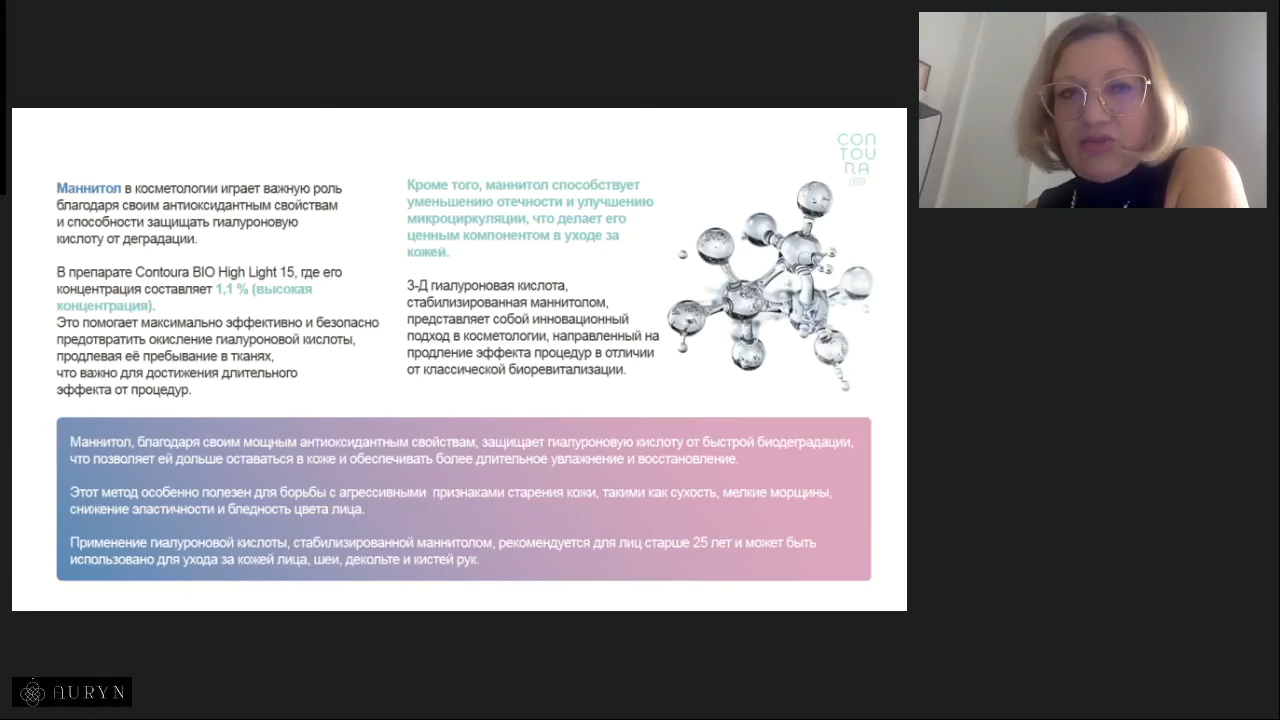 CON
TOU
RA
Маннитол в косметологии играет важную роль
благодаря своим антиоксидантным свойствам
и способности защищать гиалуроновую
кислоту от деградации.
В препарате Contoura BIO High Light 15, где его
концентрация составляет 1,1 % (высокая
концентрация).
Это помогает максимально эффективно и безопасно
предотвратить окисление гиалуроновой кислоты,
продлевая её пребывание в тканях,
что важно для достижения длительного
эффекта от процедур.
Кроме того, маннитол способствует
уменьшению отечности и улучшению
микроциркуляции, что делает его
ценным компонентом в уходе за
кожей.
3-Д гиалуроновая кислота,
стабилизированная маннитолом,
представляет собой инновационный
подход в косметологии, направленный на
продление эффекта процедур в отличии
от классической биоревитализации.
Маннитол, благодаря своим мощным антиоксидантным свойствам, защищает гиалуроновую кислоту от быстрой биодеградации,
что позволяет ей дольше оставаться в коже и обеспечивать более длительное увлажнение и восстановление.
Этот метод особенно полезен для борьбы с агрессивными признаками старения кожи, такими как сухость, мелкие морщины,
снижение эластичности и бледность цвета лица.
Применение гиалуроновой кислоты, стабилизированной маннитолом, рекомендуется для лиц старше 25 лет и может быть
использовано для ухода за кожей лица, шеи, декольте и кистей рук.
AURYN